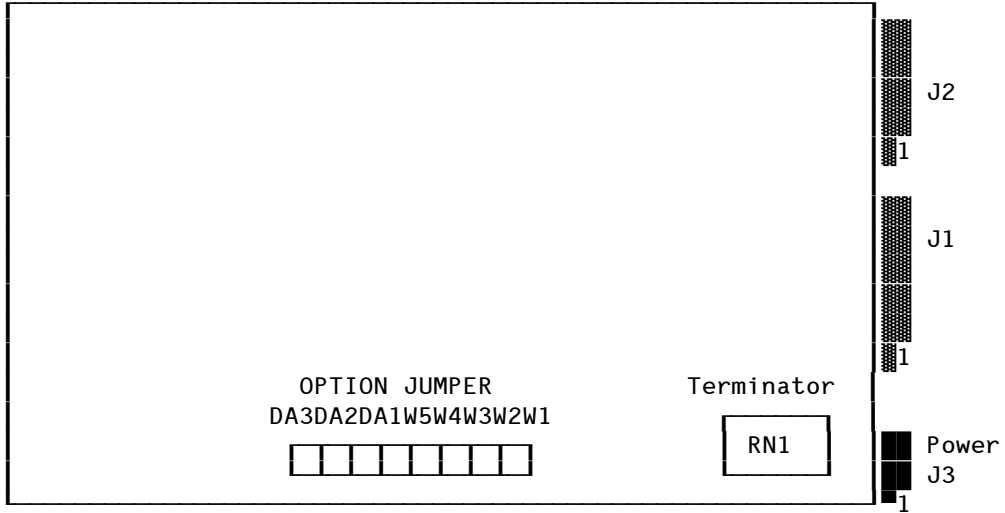 J2
1
J1
1
OPTION JUMPER Terminator
DA3DA2DA1W5W4W3W2W1
RN1 Power
J3
1